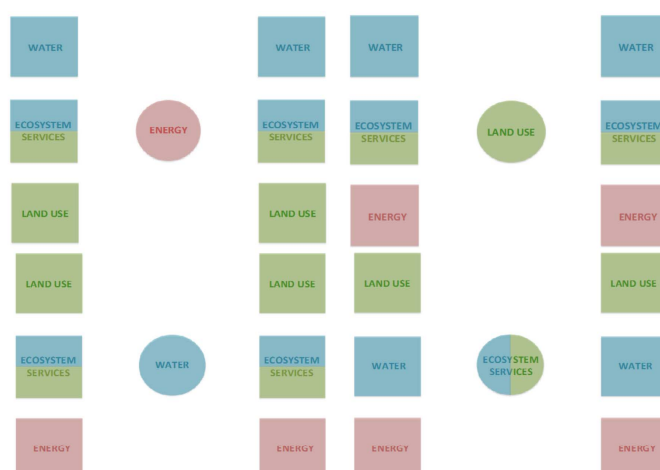 WATER
WATER
WATER
WATER
ECOSYSTEM
SERVICES
ENERGY
ECOSYSTEM
SERVICES
ECOSYSTEM
SERVICES
LAND USE
ECOSYSTEM
SERVICES
LAND USE
LAND USE
ENERGY
ENERGY
LAND USE
LAND USE
LAND USE
LAND USE
ECOSYSTEM
SERVICES
WATER
ECOSYSTEM
SERVICES
WATER
ECOSYSTEM
SERVICES
WATER
ENERGY
ENERGY
ENERGY
ENERGY